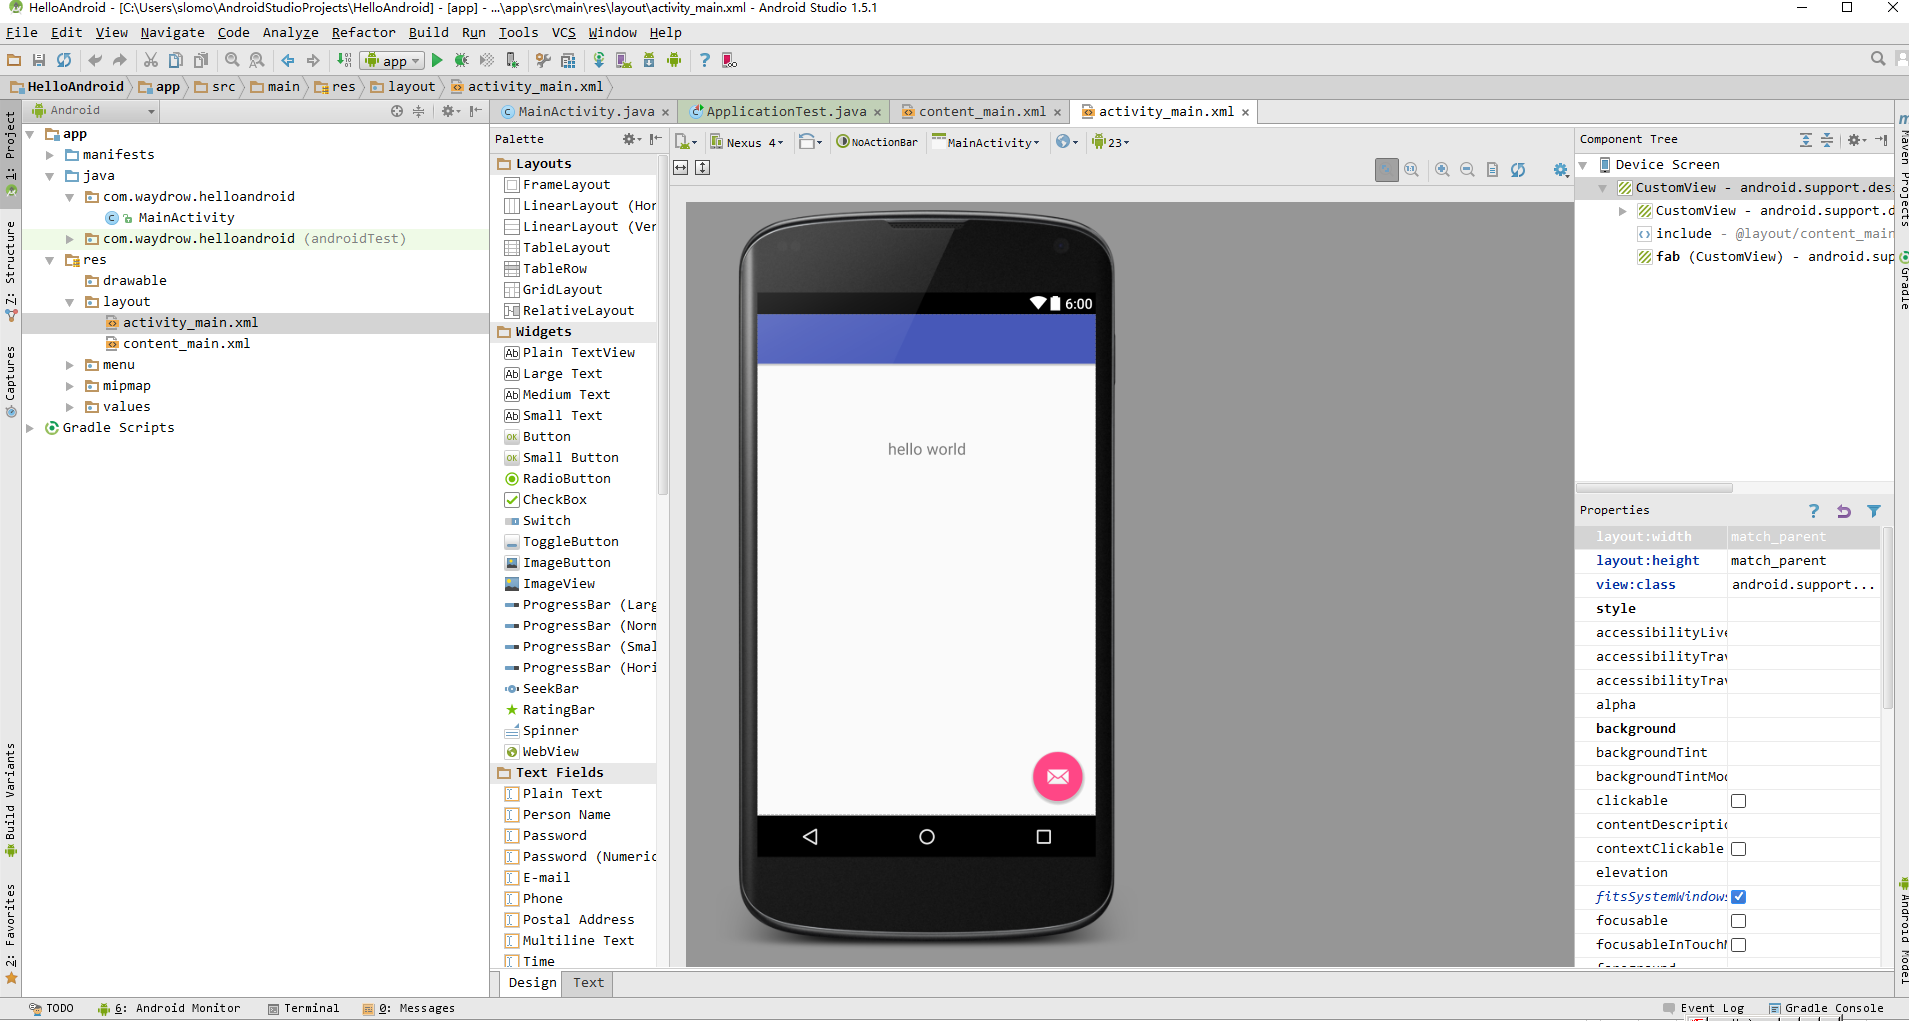 HelloAndroid - [C:\Users\slomo\AndroidStudioProjects\HelloAndroid] - [app] - ...\app\src\main\res\layout\activity_main.xml - Android Studio 1.5.1
File Edit View Navigate Code Analyze Refactor Build Run Tools VCS Window Help
app
HelloAndroid app src main res layout activity_main.xml
Android
MainActivity.java ApplicationTest.java content_main.xml activity_main.xml
1: Project
Z: Structure
Captures
Build Variants
2: Favorites
app
manifests
java
com.waydrow.helloandroid
MainActivity
com.waydrow.helloandroid (androidTest)
res
drawable
layout
activity_main.xml
content_main.xml
menu
mipmap
values
Gradle Scripts
Palette
Layouts
FrameLayout
LinearLayout (Hor
LinearLayout (Ver
TableLayout
TableRow
GridLayout
RelativeLayout
Widgets
Plain TextView
Large Text
Medium Text
Small Text
Button
Small Button
RadioButton
CheckBox
Switch
ToggleButton
ImageButton
ImageView
ProgressBar (Larg
ProgressBar (Norm
ProgressBar (Smal
ProgressBar (Hori
SeekBar
RatingBar
Spinner
WebView
Text Fields
Plain Text
Person Name
Password
Password (Numeric
E-mail
Phone
Postal Address
Multiline Text
Time
Nexus 4 NoActionBar MainActivity 23
6:00
hello world
Design Text
Component Tree
Device Screen
CustomView - android.support.des
CustomView - android.support.d
include - @layout/content_main
fab (CustomView) - android.sup
Properties
layout:width match_parent
layout:height match_parent
view:class android.support...
style
accessibilityLive
accessibilityTrav
accessibilityTrav
alpha
background
backgroundTint
backgroundTintMod
clickable
contentDescriptio
contextClickable
elevation
fitsSystemWindows
focusable
focusableInTouchM
foreground
Maven Projects
Gradle
Android Model
TODO 6: Android Monitor Terminal 0: Messages Event Log Gradle Console